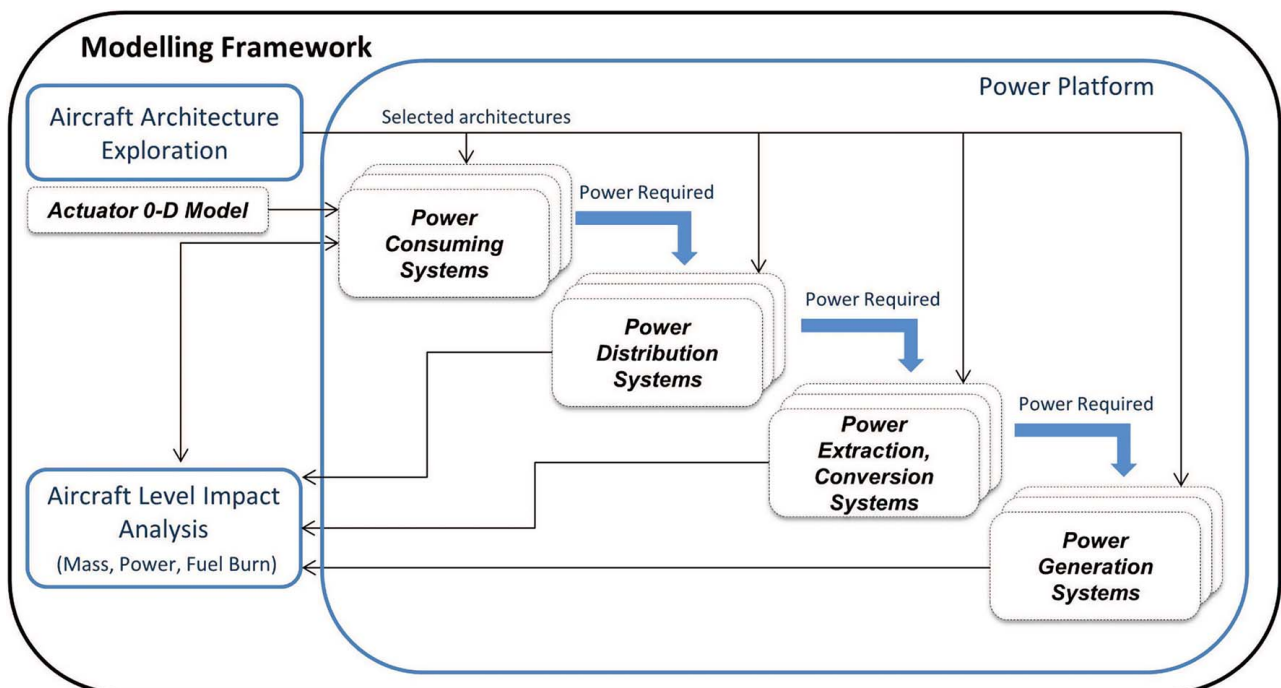 Modelling Framework
Power Platform
Aircraft Architecture
Exploration
Selected architectures
Actuator 0-D Model
Power
Consuming
Systems
Power Required
Power
Distribution
Systems
Power Required
Power
Extraction,
Conversion
Systems
Power Required
Power
Generation
Systems
Aircraft Level Impact
Analysis
(Mass, Power, Fuel Burn)